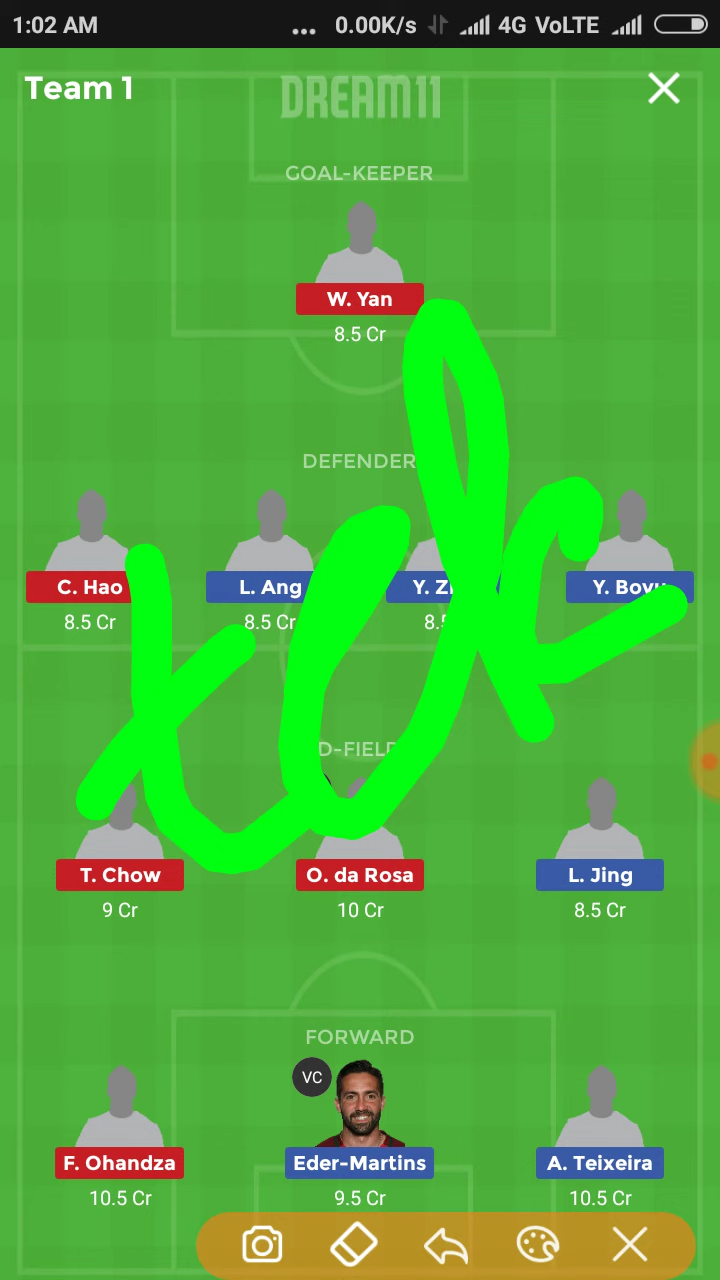 1:02 AM ... 0.00K/s 4G VoLTE
Team 1 DREAM11
GOAL-KEEPER
W. Yan
8.5 Cr
DEFENDER
C. Hao L. Ang Y. Y.
8.5 Cr 8.5 Cr
T. Chow O. da Rosa L. Jing
9 Cr 10 Cr 8.5 Cr
FORWARD
VC
F. Ohandza Eder-Martins A. Teixeira
10.5 Cr 9.5 Cr 10.5 Cr